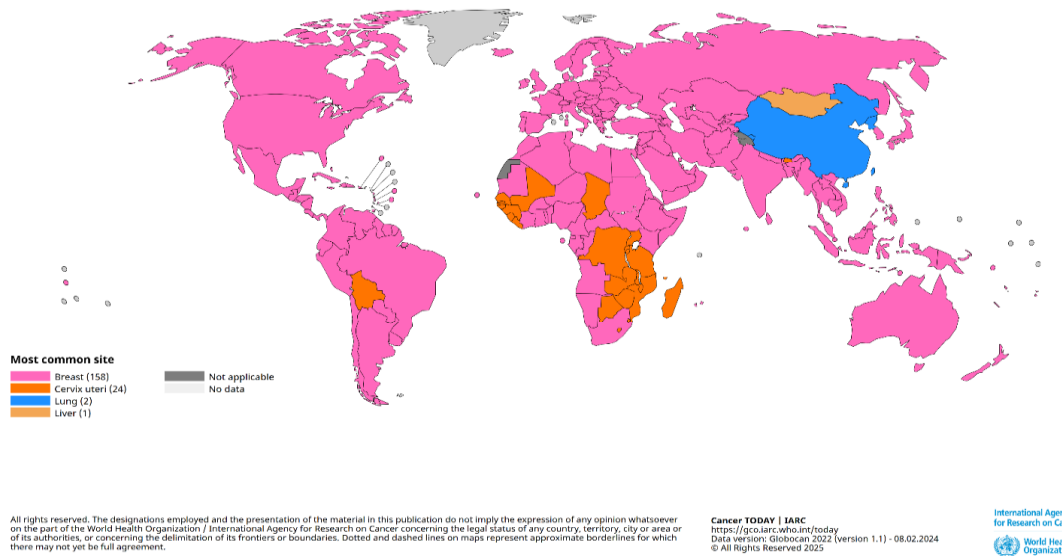 Most common site
Breast (158)
Cervix uteri (24)
Lung (2)
Liver (1)
Not applicable
No data
All rights reserved. The designations employed and the presentation of the material in this publication do not imply the expression of any opinion whatsoever
on the part of the World Health Organization / International Agency for Research on Cancer concerning the legal status of any country, territory, city or area or
of its authorities, or concerning the delimitation of its frontiers or boundaries. Dotted and dashed lines on maps represent approximate borderlines for which
there may not yet be full agreement.
Cancer TODAY | IARC
https://gco.iarc.who.int/today
Data version: Globocan 2022 (version 1.1) - 08.02.2024
© All Rights Reserved 2025
International Agen
for Research on Ca
World Hea
Organizat